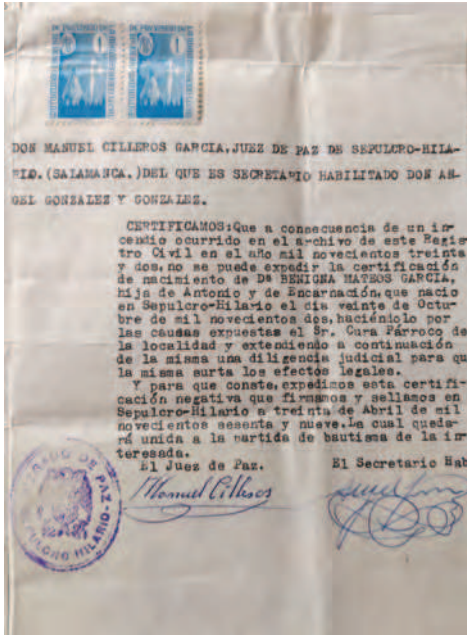 DON MANUEL CILLEROS GARCIA, JUEZ DE PAZ DE SEPULCRO-HILA-
RIO. (SALAMANCA.) DEL QUE ES SECRETARIO HABILITADO DON AN-
GEL GONZALEZ Y GONZALEZ.
CERTIFICAMOS: Que a consecuencia de un in-
cendio ocurrido en el archivo de este Regis
tro Civil en el año mil novecientos treinta
y dos, no se puede expedir la certificación
de nacimiento de Dª BENIGNA MATEOS GARCIA,
hija de Antonio y de Encarnación, que nacio
en Sepulcro-Hilario el dia veinte de Octu-
bre de mil novecientos dos, haciéndolo por
las causas expuestas el Sr. Cura Párroco de
la localidad y extendiendo a continuación
de la misma una diligencia judicial para qu
la misma surta los efectos legales.
Y para que conste, expedimos esta certifi-
cación negativa que firmamos y sellamos en
Sepulcro-Hilario a treinta de Abril de mil
novecientos sesenta y nueve. La cual queda-
rá unida a la partida de bautisma de la in-
teresada.
El Juez de Paz. El Secretario Hab
Manuel Cilleros
DE PAZ
HILARIO